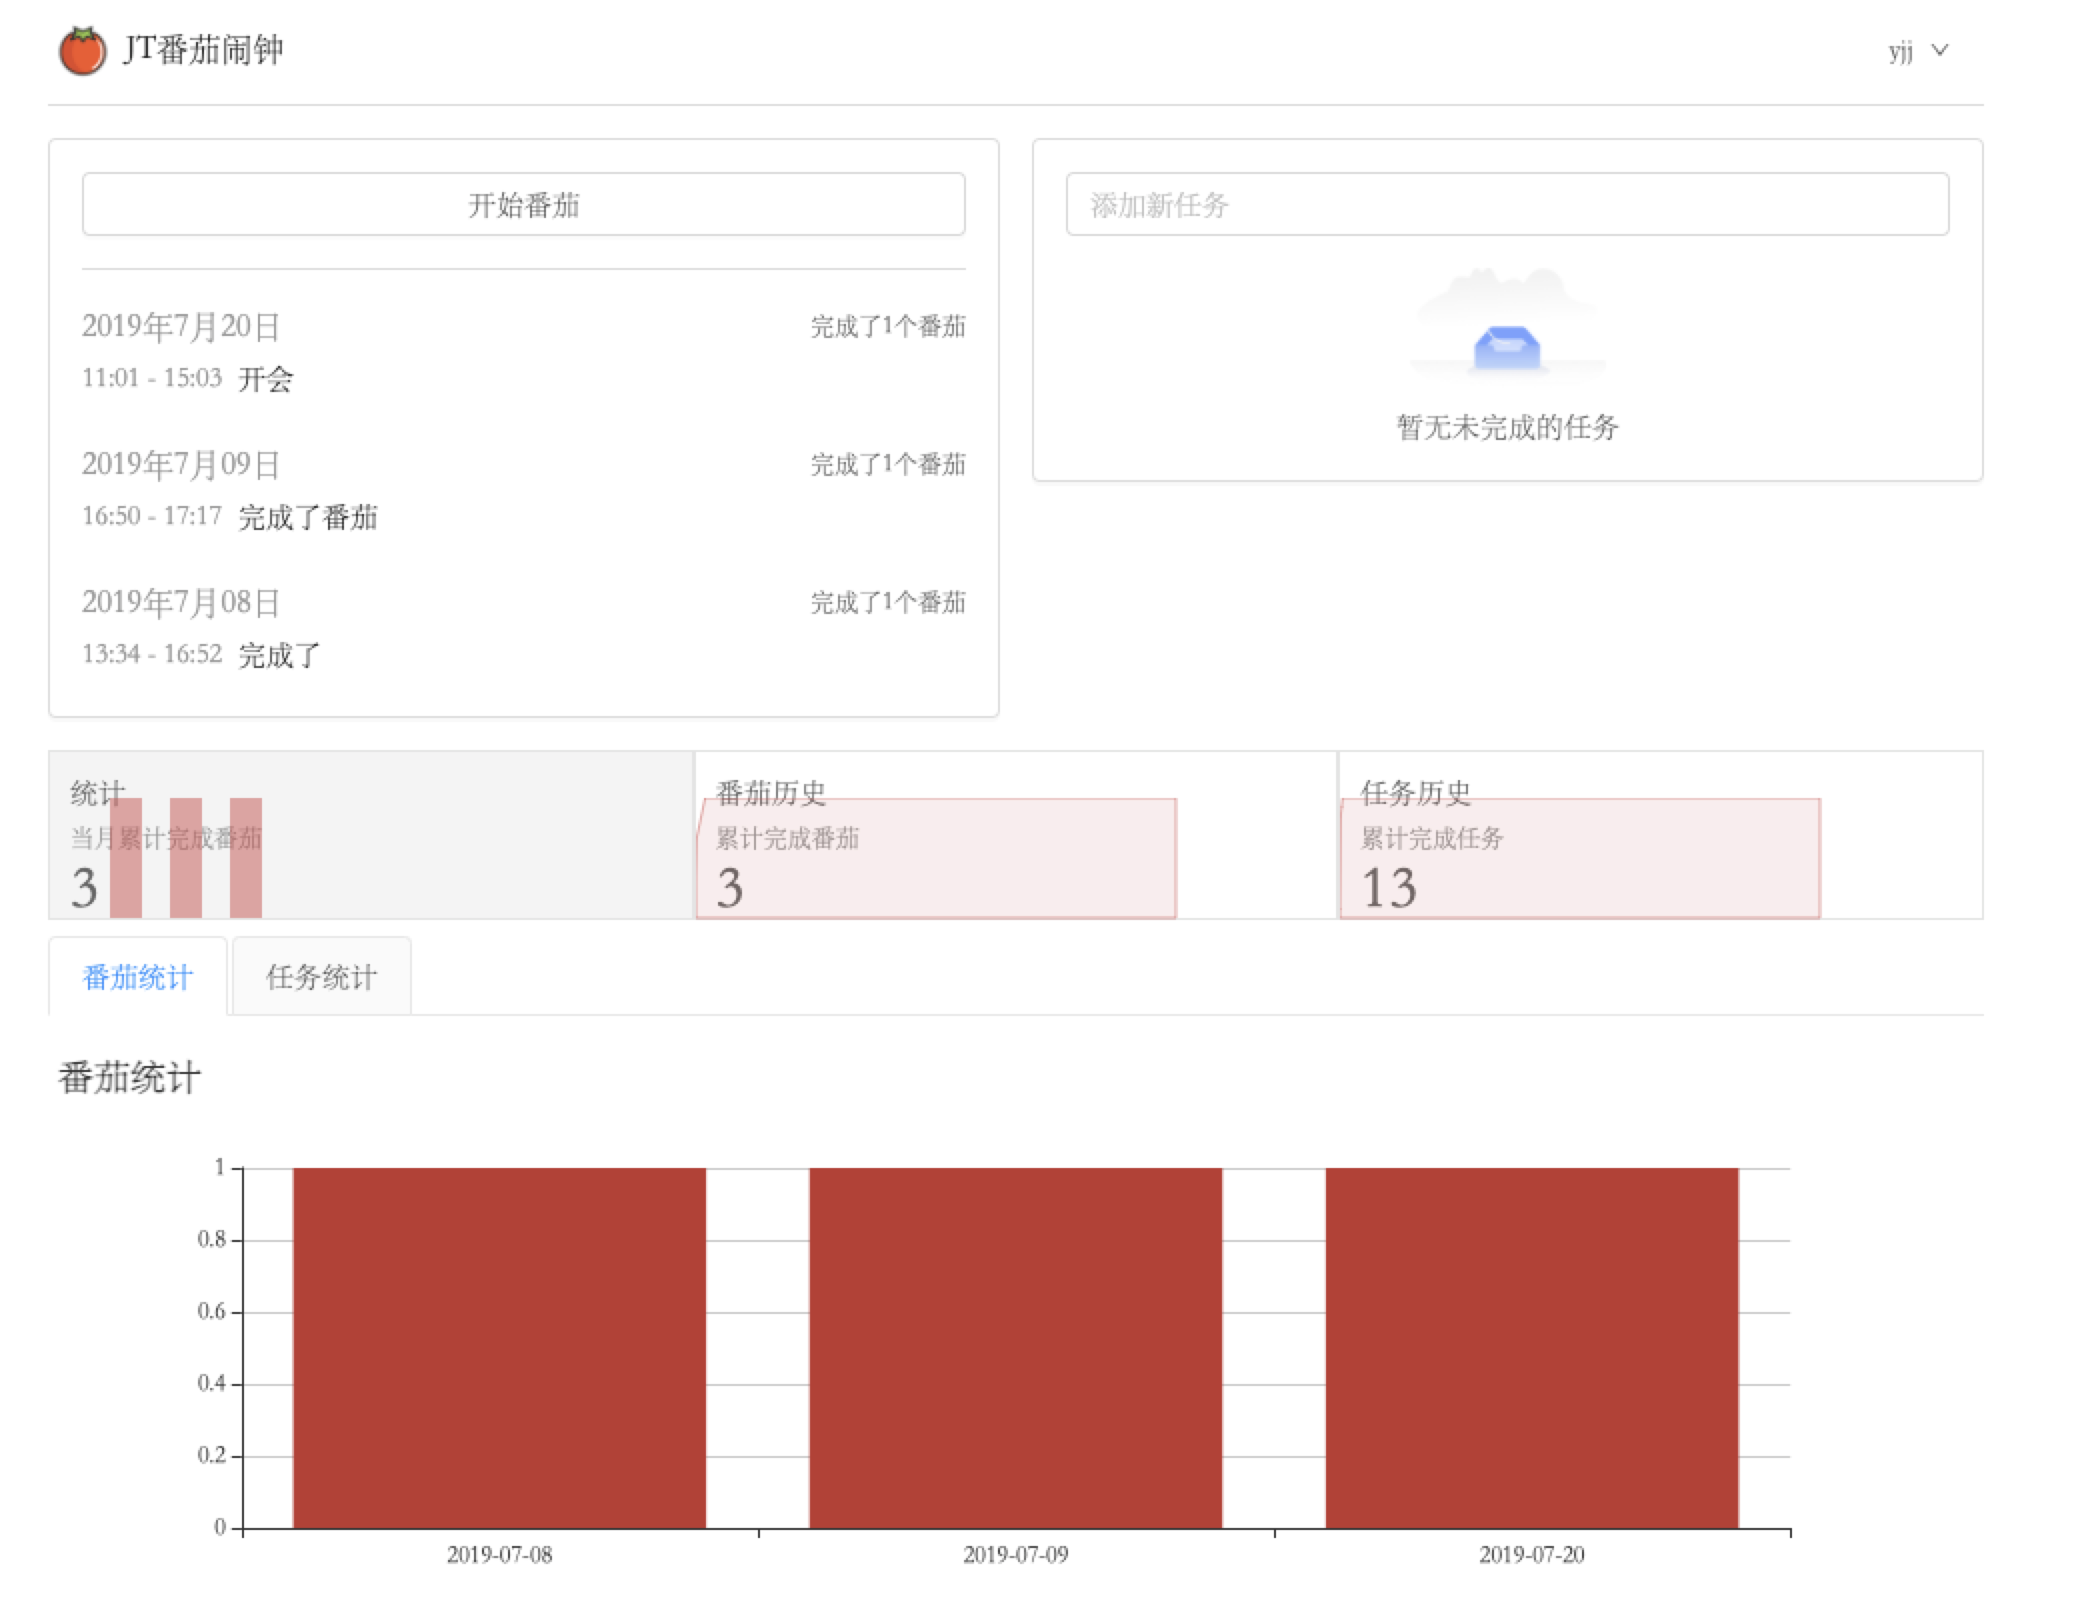 JT番茄闹钟
yjj
开始番茄
2019年7月20日 完成了1个番茄
11:01 - 15:03 开会
2019年7月09日 完成了1个番茄
16:50 - 17:17 完成了番茄
2019年7月08日 完成了1个番茄
13:34 - 16:52 完成了
添加新任务
暂无未完成的任务
统计
当月累计完成番茄
3
番茄历史
累计完成番茄
3
任务历史
累计完成任务
13
番茄统计 任务统计
番茄统计
1
0.8
0.6
0.4
0.2
0
2019-07-08 2019-07-09 2019-07-20